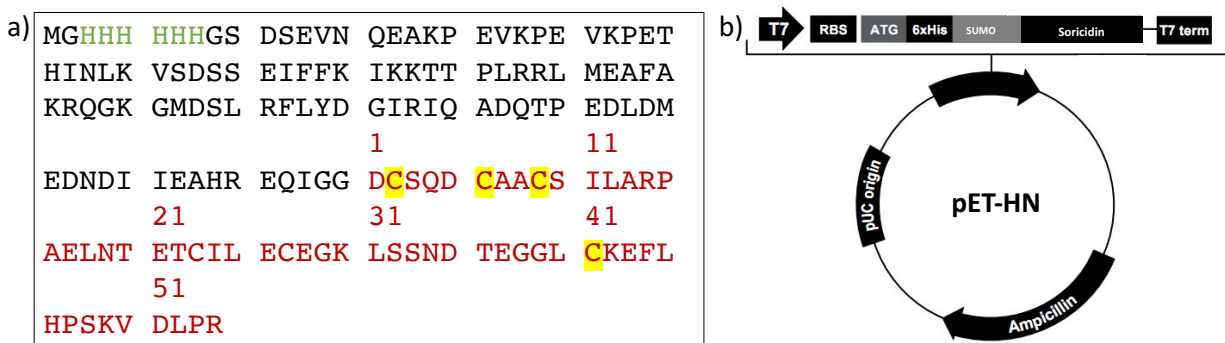 a)
MGHHH HHHGS DSEVN QEAKP EVKPE VKPET
HINLK VSDSS EIFFK IKKTT PLRRL MEAFA
KRQGK GMDSL RFLYD GIRIQ ADQTP EDLDM
1 11
EDNDI IEAHR EQIGG DCSQD CAACS ILARP
21 31 41
AELNT ETCIL ECEGK LSSND TEGGL CKEFL
51
HPSKV DLPR
b)
T7 RBS ATG 6xHis SUMO Soricidin T7 term
pUC origin
pET-HN
Ampicillin